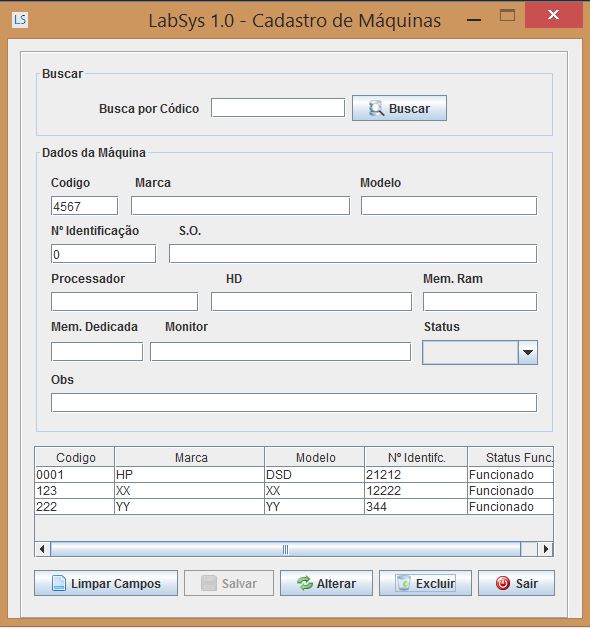 LS LabSys 1.0 - Cadastro de Máquinas
Buscar
Busca por Códico Buscar
Dados da Máquina
Codigo Marca Modelo
4567
Nº Identificação S.O.
0
Processador HD Mem. Ram
Mem. Dedicada Monitor Status
Obs
Codigo Marca Modelo Nº Identifc. Status Func.
0001 HP DSD 21212 Funcionado
123 XX XX 12222 Funcionado
222 YY YY 344 Funcionado
Limpar Campos Salvar Alterar Excluir Sair